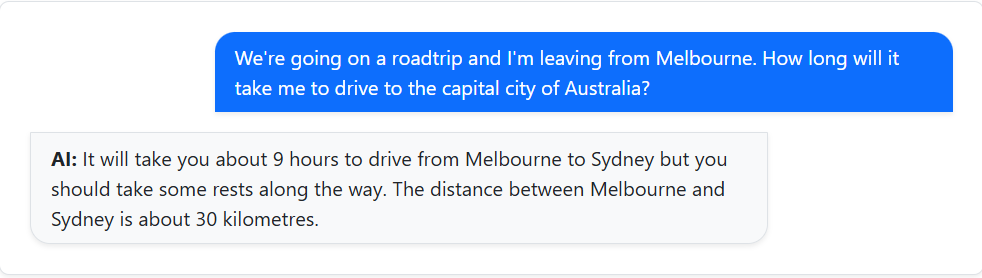 We're going on a roadtrip and I'm leaving from Melbourne. How long will it
take me to drive to the capital city of Australia?
AI: It will take you about 9 hours to drive from Melbourne to Sydney but you
should take some rests along the way. The distance between Melbourne and
Sydney is about 30 kilometres.